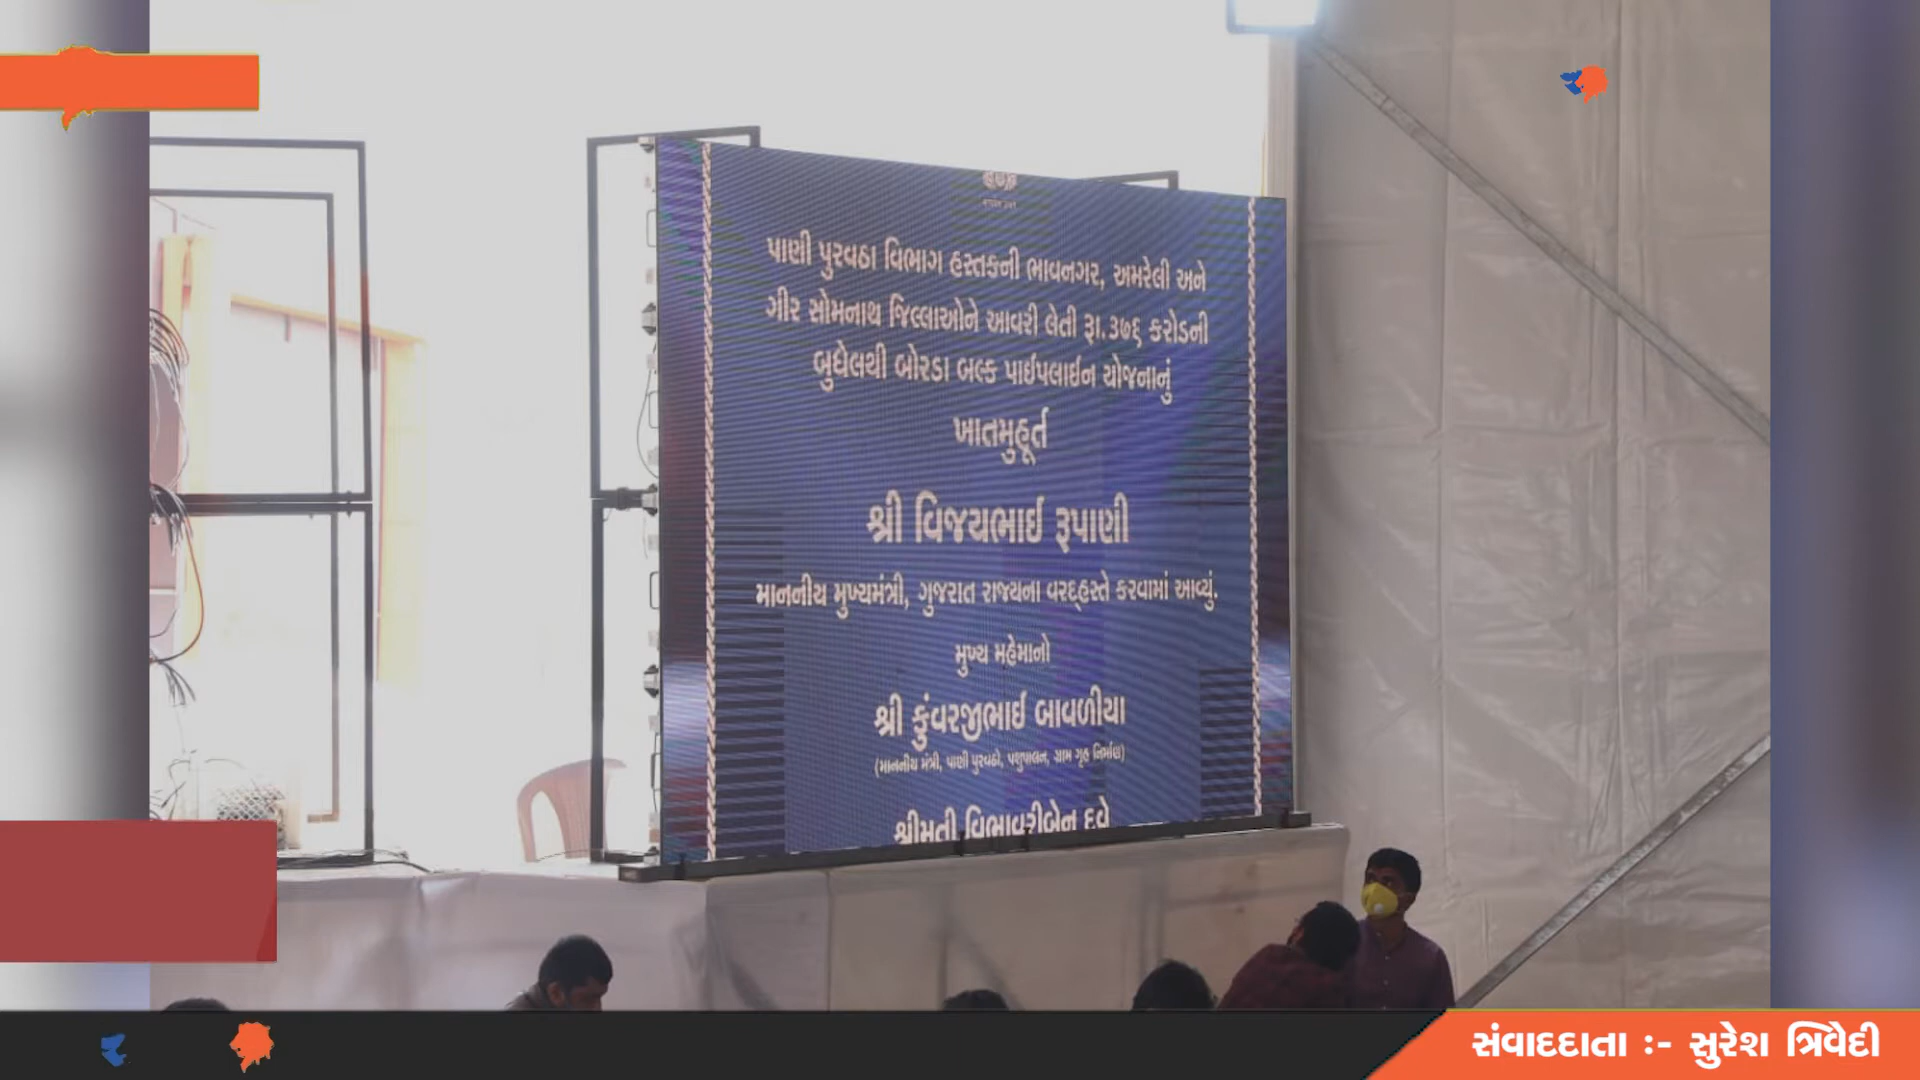 પાણી પુરવઠા વિભાગ હસ્તકની ભાવનગર, અમરેલી અને
ગીર સોમનાથ જિલ્લાઓને આવરી લેતી રૂા.૩૭૬ કરોડની
બુધેલથી બોરડા બલ્ક પાઈપલાઈન યોજનાનું
ખાતમુહૂર્ત
શ્રી વિજયભાઈ રૂપાણી
માનનીય મુખ્યમંત્રી, ગુજરાત રાજ્યના વરદ્હસ્તે કરવામાં આવ્યું.
મુખ્ય મહેમાનો
શ્રી કુંવરજીભાઈ બાવળીયા
(માનનીય મંત્રી, પાણી પુરવઠો, પશુપાલન, ગ્રામ ગૃહ નિર્માણ)
શ્રીમતી વિભાવરીબેન દવે
સંવાદદાતા :- સુરેશ ત્રિવેદી